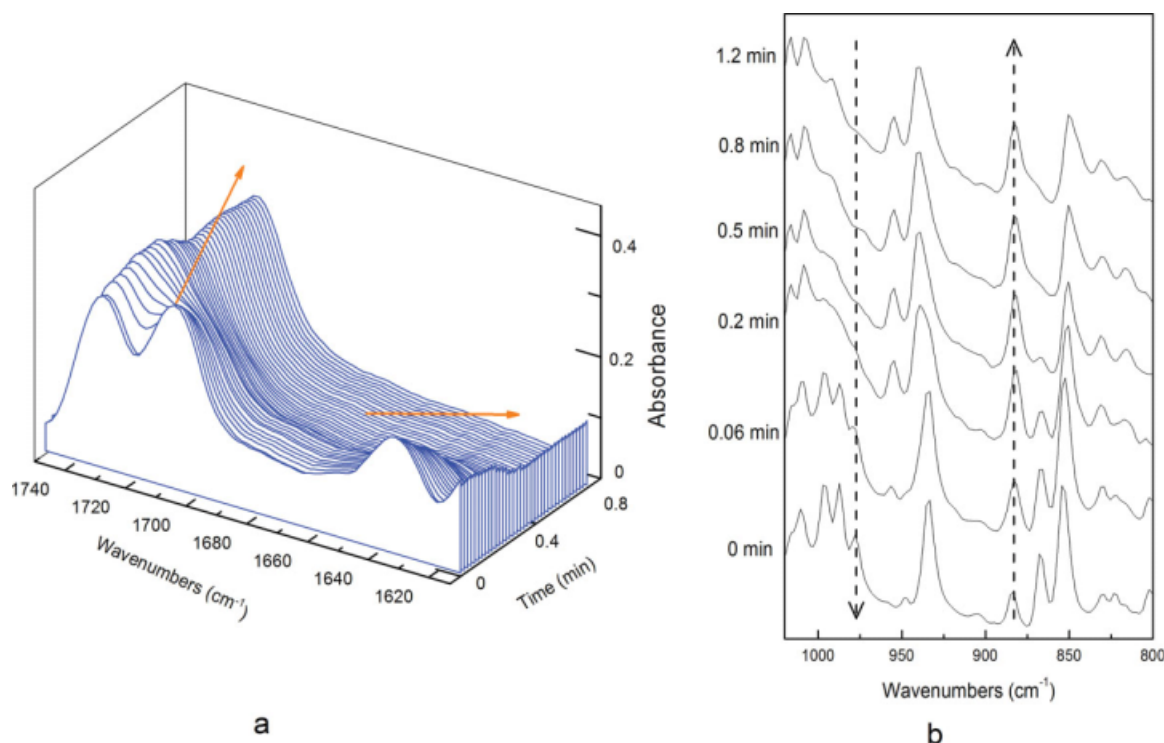 0.4
0.2
0
Absorbance
1740
1720
1700
1680
1660
1640
1620
Wavenumbers (cm⁻¹)
0
0.4
0.8
Time (min)
a
1.2 min
0.8 min
0.5 min
0.2 min
0.06 min
0 min
1000
950
900
850
800
Wavenumbers (cm⁻¹)
b